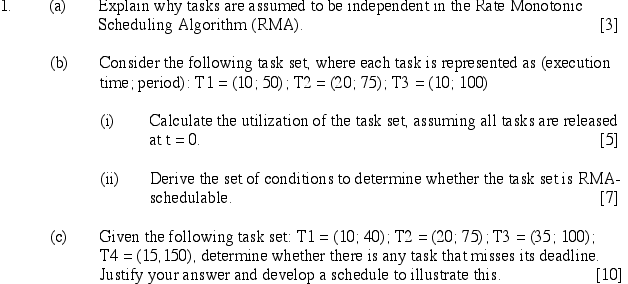 1. (a) Explain why tasks are assumed to be independent in the Rate Monotonic
Scheduling Algorithm (RMA). [3]
(b) Consider the following task set, where each task is represented as (execution
time; period): T1 = (10; 50) ; T2 = (20; 75) ; T3 = (10; 100)
(i) Calculate the utilization of the task set, assuming all tasks are released
at t = 0. [5]
(ii) Derive the set of conditions to determine whether the task set is RMA-
schedulable. [7]
(c) Given the following task set: T1 = (10; 40) ; T2 = (20; 75) ; T3 = (35; 100) ;
T4 = (15, 150), determine whether there is any task that misses its deadline.
Justify your answer and develop a schedule to illustrate this. [10]